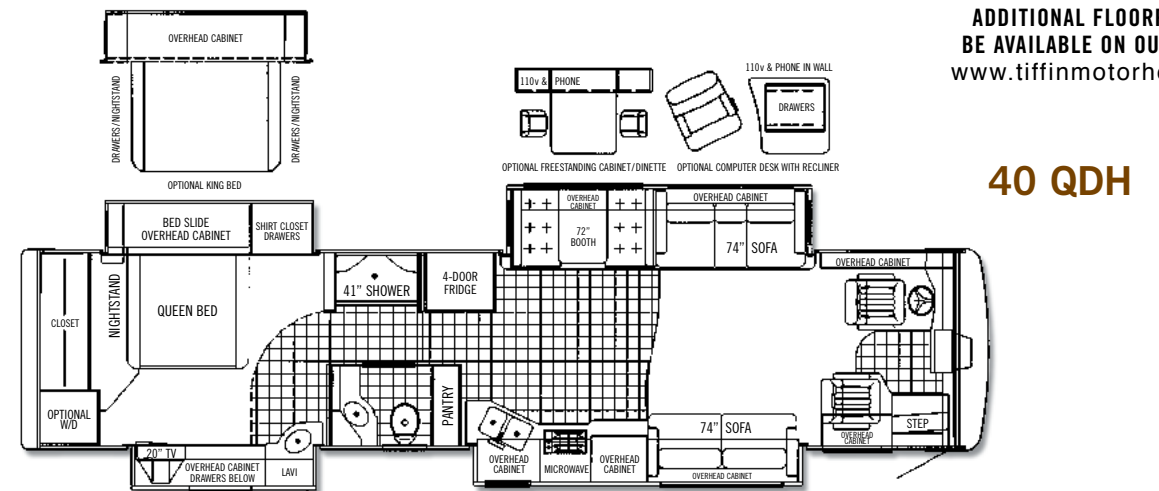 ADDITIONAL FLOORP
BE AVAILABLE ON OU
www.tiffinmotorho
40 QDH
OVERHEAD CABINET
DRAWERS/NIGHTSTAND
DRAWERS/NIGHTSTAND
OPTIONAL KING BED
110v & PHONE
OPTIONAL FREESTANDING CABINET/DINETTE
110v & PHONE IN WALL
DRAWERS
OPTIONAL COMPUTER DESK WITH RECLINER
BED SLIDE
OVERHEAD CABINET
SHIRT CLOSET
DRAWERS
OVERHEAD
CABINET
72"
BOOTH
OVERHEAD CABINET
74" SOFA
OVERHEAD CABINET
CLOSET
NIGHTSTAND
QUEEN BED
41" SHOWER
4-DOOR
FRIDGE
OPTIONAL
W/D
PANTRY
20" TV
OVERHEAD CABINET
DRAWERS BELOW
LAVI
OVERHEAD
CABINET
MICROWAVE
OVERHEAD
CABINET
74" SOFA
OVERHEAD CABINET
OVERHEAD
CABINET
STEP